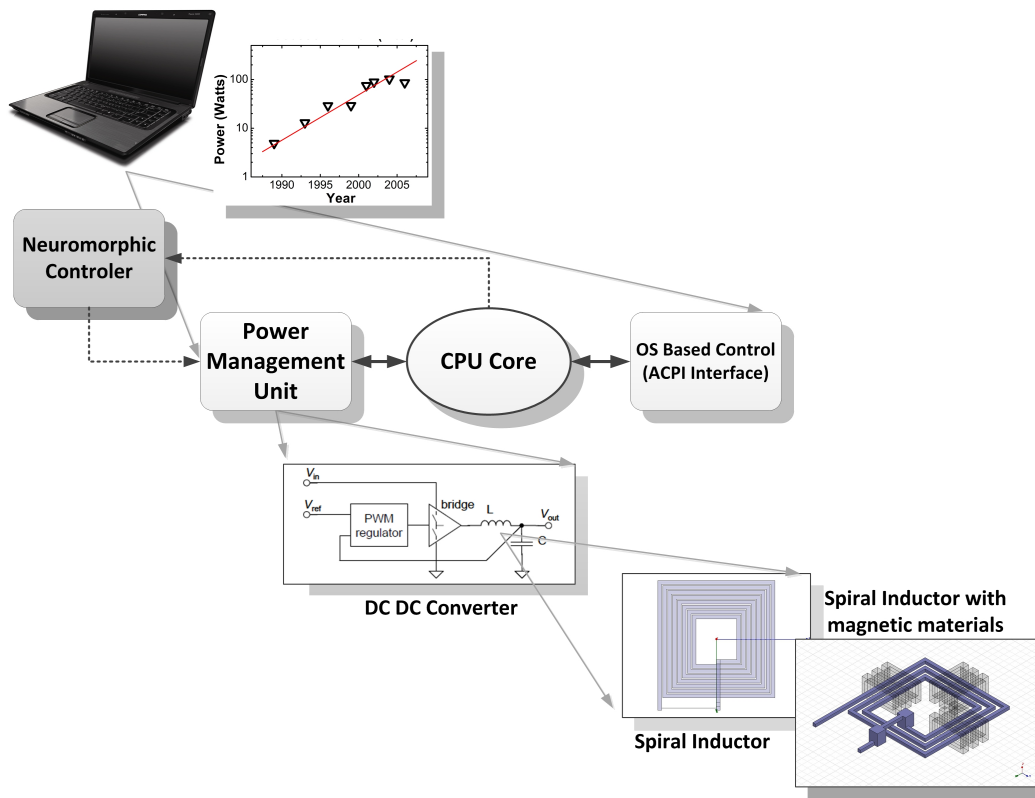 Power (Watts)
100
10
1
1990 1995 2000 2005
Year
Neuromorphic
Controler
Power
Management
Unit
CPU Core
OS Based Control
(ACPI Interface)
Vin
Vref
PWM
regulator
bridge
L
Vout
C
DC DC Converter
Spiral Inductor
Spiral Inductor with
magnetic materials